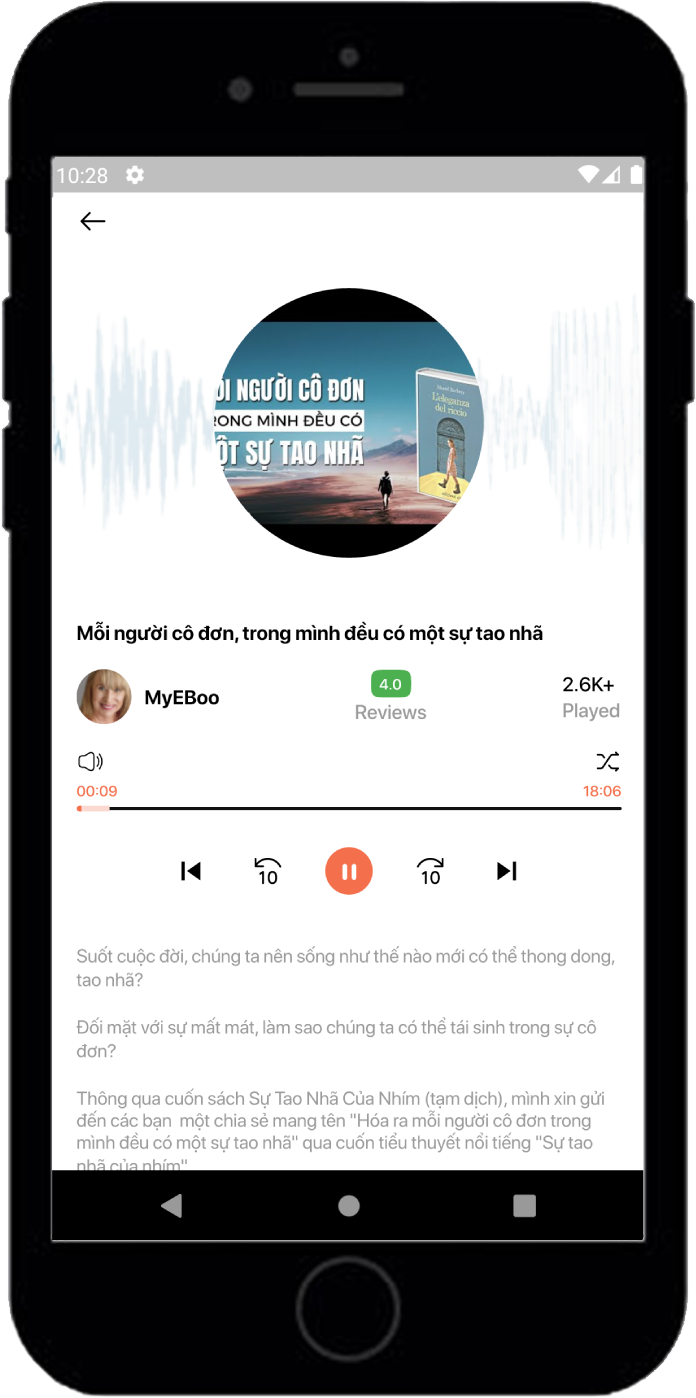 10:28
ỖI NGƯỜI CÔ ĐƠN
RONG MÌNH ĐỀU CÓ
ỘT SỰ TAO NHÃ
L'eleganza
del riccio
Mỗi người cô đơn, trong mình đều có một sự tao nhã
MyEBoo
4.0
Reviews
2.6K+
Played
00:09
18:06
10
10
Suốt cuộc đời, chúng ta nên sống như thế nào mới có thể thong dong,
tao nhã?
Đối mặt với sự mất mát, làm sao chúng ta có thể tái sinh trong sự cô
đơn?
Thông qua cuốn sách Sự Tao Nhã Của Nhím (tạm dịch), mình xin gửi
đến các bạn  một chia sẻ mang tên "Hóa ra mỗi người cô đơn trong
mình đều có một sự tao nhã" qua cuốn tiểu thuyết nổi tiếng "Sự tao
nhã của nhím"